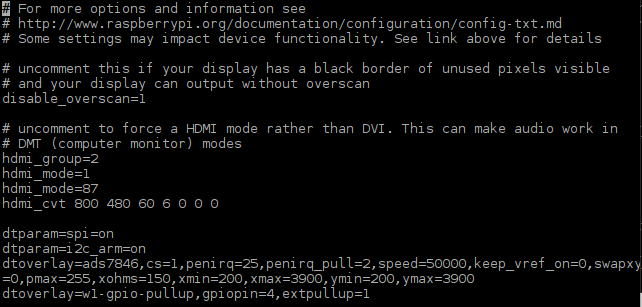 # For more options and information see
# http://www.raspberrypi.org/documentation/configuration/config-txt.md
# Some settings may impact device functionality. See link above for details
# uncomment this if your display has a black border of unused pixels visible
# and your display can output without overscan
disable_overscan=1
# uncomment to force a HDMI mode rather than DVI. This can make audio work in
# DMT (computer monitor) modes
hdmi_group=2
hdmi_mode=1
hdmi_mode=87
hdmi_cvt 800 480 60 6 0 0 0
dtparam=spi=on
dtparam=i2c_arm=on
dtoverlay=ads7846,cs=1,penirq=25,penirq_pull=2,speed=50000,keep_vref_on=0,swapxy
=0,pmax=255,xohms=150,xmin=200,xmax=3900,ymin=200,ymax=3900
dtoverlay=w1-gpio-pullup,gpiopin=4,extpullup=1